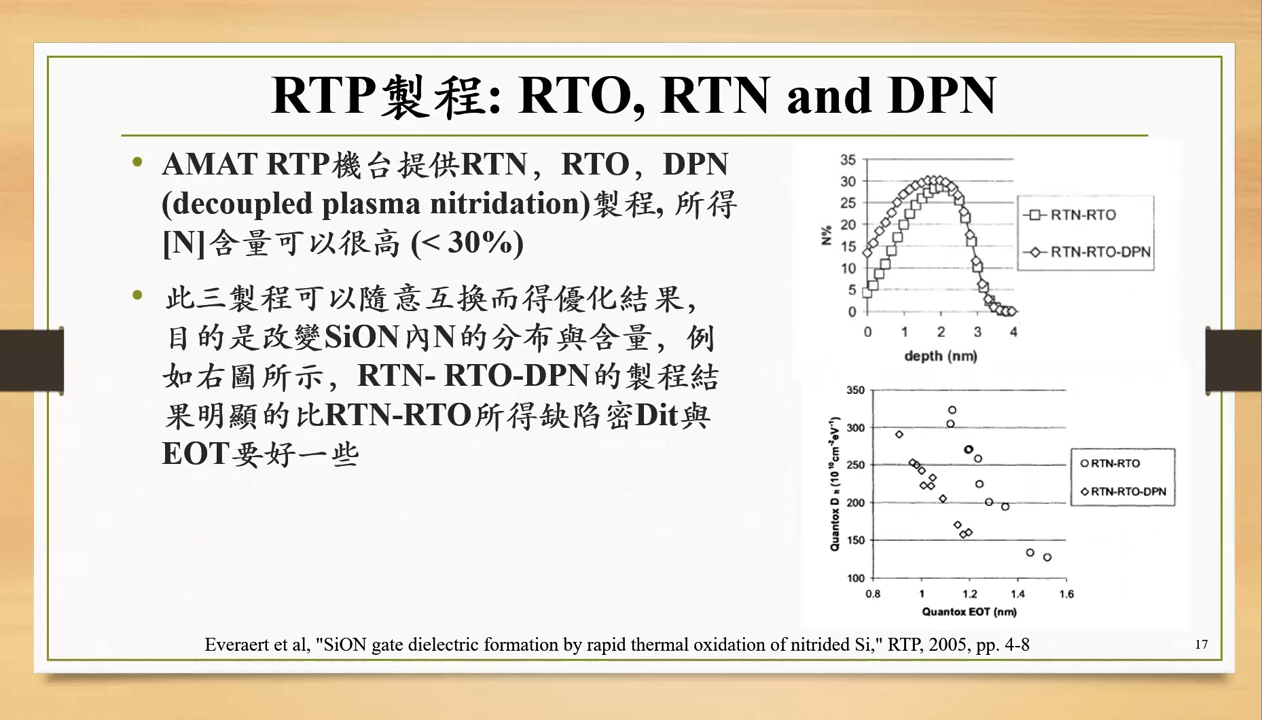 RTP製程: RTO, RTN and DPN
• AMAT RTP機台提供RTN，RTO，DPN
(decoupled plasma nitridation)製程, 所得
[N]含量可以很高 (< 30%)
• 此三製程可以隨意互換而得優化結果，
目的是改變SiON內N的分布與含量，例
如右圖所示，RTN- RTO-DPN的製程結
果明顯的比RTN-RTO所得缺陷密Dit與
EOT要好一些
35
30
25
20
15
10
5
0
N%
0 1 2 3 4
depth (nm)
RTN-RTO
RTN-RTO-DPN
350
300
250
200
150
100
Quantox D it (10¹⁰cm⁻²eV⁻¹)
0.8 1 1.2 1.4 1.6
Quantox EOT (nm)
RTN-RTO
RTN-RTO-DPN
Everaert et al, "SiON gate dielectric formation by rapid thermal oxidation of nitrided Si," RTP, 2005, pp. 4-8
17